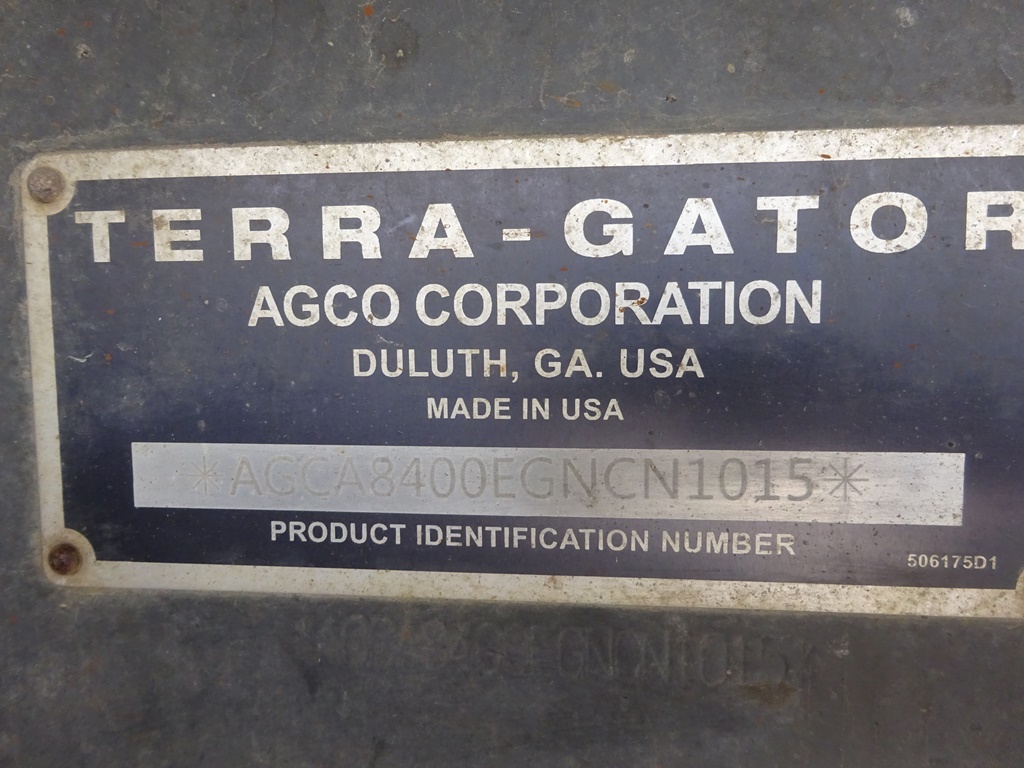 TERRA-GATOR
AGCO CORPORATION
DULUTH, GA. USA
MADE IN USA
*AGCA8400EGNCN1015*
PRODUCT IDENTIFICATION NUMBER
506175D1